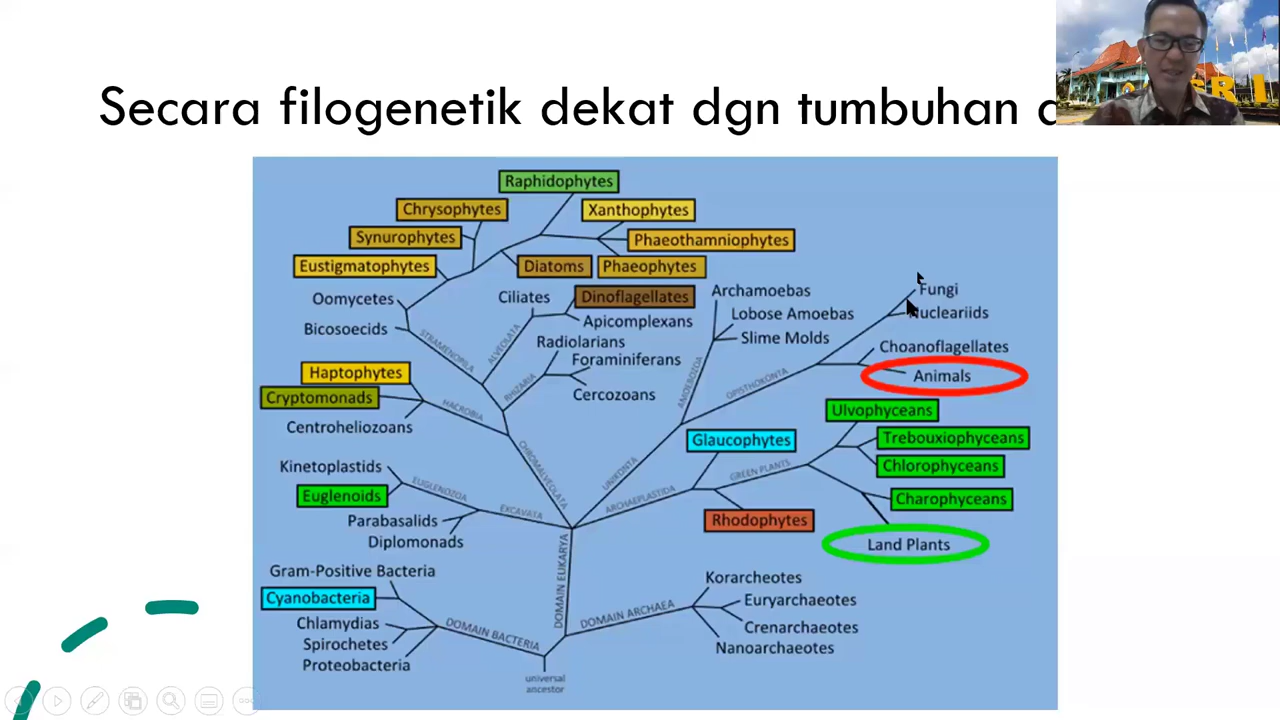 Secara filogenetik dekat dgn tumbuhan
SRI
Raphidophytes
Chrysophytes
Xanthophytes
Synurophytes
Phaeothamniophytes
Eustigmatophytes
Diatoms
Phaeophytes
Oomycetes
Ciliates
Dinoflagellates
Archamoebas
Fungi
Bicosoecids
Apicomplexans
Lobose Amoebas
Nucleariids
STRAMENOPILA
ALVEOLATA
Radiolarians
Slime Molds
Foraminiferans
Choanoflagellates
Haptophytes
RHIZARIA
AMOEBOZOA
OPISTHOKONTA
Animals
Cryptomonads
HACROBIA
Cercozoans
Ulvophyceans
Centroheliozoans
Glaucophytes
Trebouxiophyceans
Kinetoplastids
CHROMALVEOLATA
UNIKONTA
GREEN PLANTS
Chlorophyceans
Euglenoids
EUGLENOZOA
ARCHAEPLASTIDA
Charophyceans
Parabasalids
EXCAVATA
Rhodophytes
Diplomonads
Land Plants
Gram-Positive Bacteria
DOMAIN EUKARYA
Korarcheotes
Cyanobacteria
DOMAIN ARCHAEA
Euryarchaeotes
Chlamydias
DOMAIN BACTERIA
Crenarchaeotes
Spirochetes
Nanoarchaeotes
Proteobacteria
universal
ancestor